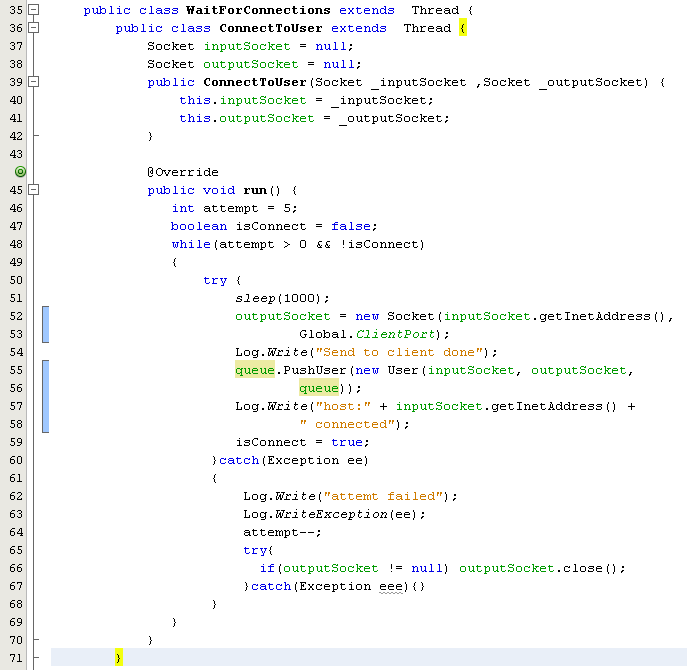 35 public class WaitForConnections extends  Thread {
36     public class ConnectToUser extends  Thread {
37         Socket inputSocket = null;
38         Socket outputSocket = null;
39         public ConnectToUser(Socket _inputSocket ,Socket _outputSocket) {
40             this.inputSocket = _inputSocket;
41             this.outputSocket = _outputSocket;
42         }
43
        @Override
45         public void run() {
46            int attempt = 5;
47            boolean isConnect = false;
48            while(attempt > 0 && !isConnect)
49            {
50                try {
51                    sleep(1000);
52                    outputSocket = new Socket(inputSocket.getInetAddress(),
53                            Global.ClientPort);
54                    Log.Write("Send to client done");
55                    queue.PushUser(new User(inputSocket, outputSocket,
56                            queue));
57                    Log.Write("host:" + inputSocket.getInetAddress() +
58                            " connected");
59                    isConnect = true;
60                 }catch(Exception ee)
61                 {
62                     Log.Write("attemt failed");
63                     Log.WriteException(ee);
64                     attempt--;
65                     try{
66                       if(outputSocket != null) outputSocket.close();
67                     }catch(Exception eee){}
68                 }
69            }
70         }
71     }